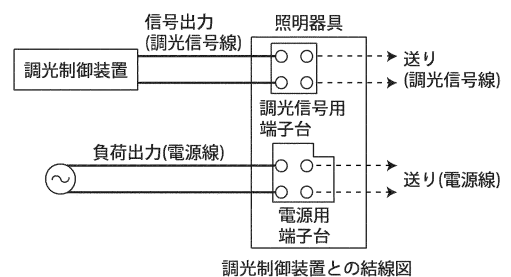 信号出力
(調光信号線)
照明器具
調光制御装置
送り
(調光信号線)
調光信号用
端子台
負荷出力(電源線)
送り(電源線)
電源用
端子台
調光制御装置との結線図